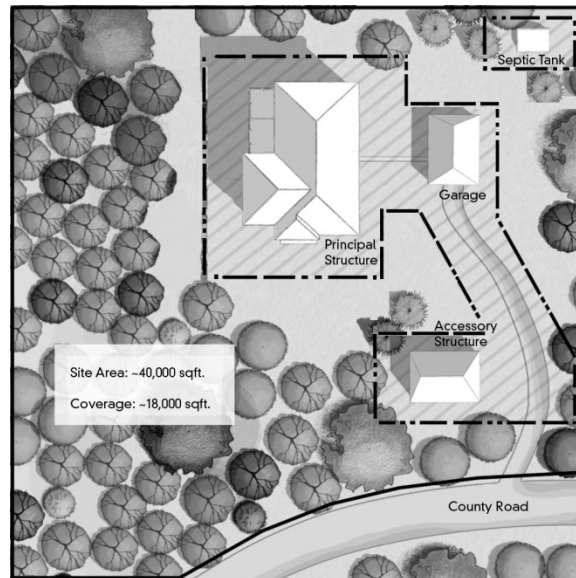 Septic Tank
Garage
Principal
Structure
Accessory
Structure
Site Area: ~40,000 sqft.
Coverage: ~18,000 sqft.
County Road